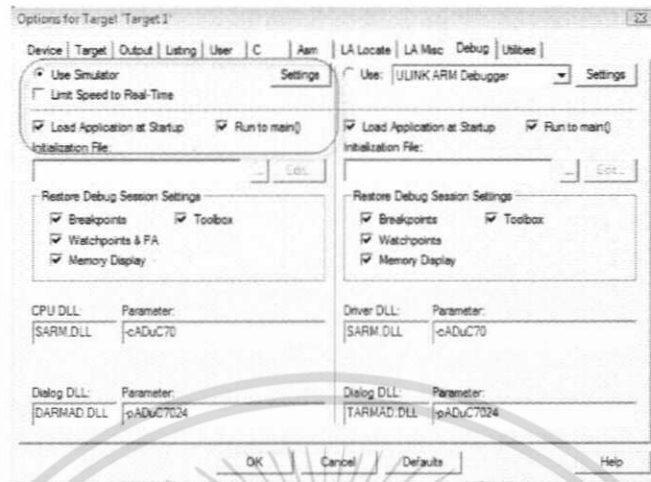 Options for Target 'Target 1'
Device Target Output Listing User C Asm LA Locate LA Misc Debug Utilities
Use Simulator Settings
Limit Speed to Real-Time
Load Application at Startup Run to main()
Initialization File:
... Edit...
Restore Debug Session Settings
Breakpoints Toolbox
Watchpoints & PA
Memory Display
CPU DLL: Parameter:
SARM.DLL -cADuC70
Dialog DLL: Parameter:
DARMAD.DLL -pADuC7024
Use: ULINK ARM Debugger Settings
Load Application at Startup Run to main()
Initialization File:
... Edit...
Restore Debug Session Settings
Breakpoints Toolbox
Watchpoints
Memory Display
Driver DLL: Parameter:
SARM.DLL -cADuC70
Dialog DLL: Parameter:
TARMAD.DLL -pADuC7024
OK Cancel Defaults Help